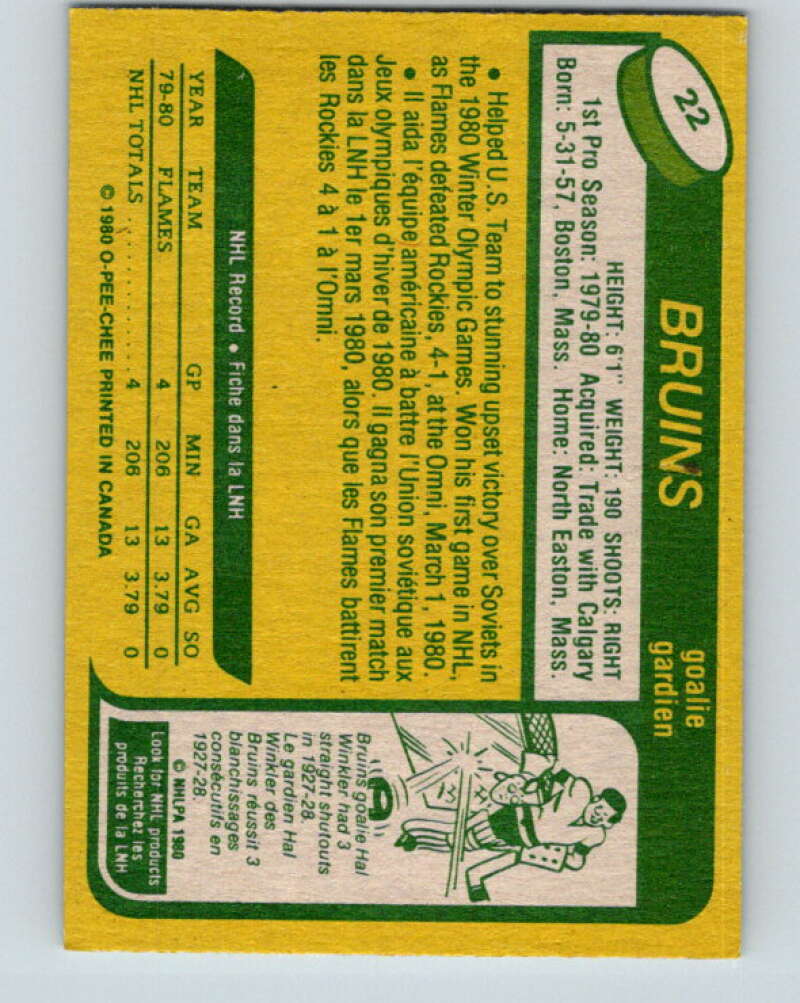 22
BRUINS
goalie
gardien
HEIGHT: 6'1" WEIGHT: 190 SHOOTS: RIGHT
1st Pro Season: 1979-80 Acquired: Trade with Calgary
Born: 5-31-57, Boston, Mass. Home: North Easton, Mass.
• Helped U.S. Team to stunning upset victory over Soviets in
the 1980 Winter Olympic Games. Won his first game in NHL,
as Flames defeated Rockies, 4-1, at the Omni, March 1, 1980.
• Il aida l'équipe américaine à battre l'Union soviétique aux
Jeux olympiques d'hiver de 1980. Il gagna son premier match
dans la LNH le 1er mars 1980, alors que les Flames battirent
les Rockies 4 à 1 à l'Omni.
NHL Record • Fiche dans la LNH
YEAR TEAM GP MIN GA AVG SO
79-80 FLAMES 4 206 13 3.79 0
NHL TOTALS .......... 4 206 13 3.79 0
© 1980 O-PEE-CHEE PRINTED IN CANADA
Bruins goalie Hal
Winkler had 3
straight shutouts
in 1927-28.
Le gardien Hal
Winkler des
Bruins réussit 3
blanchissages
consécutifs en
1927-28.
© NHLPA 1980
Look for NHL products
Recherchez les
produits de la LNH